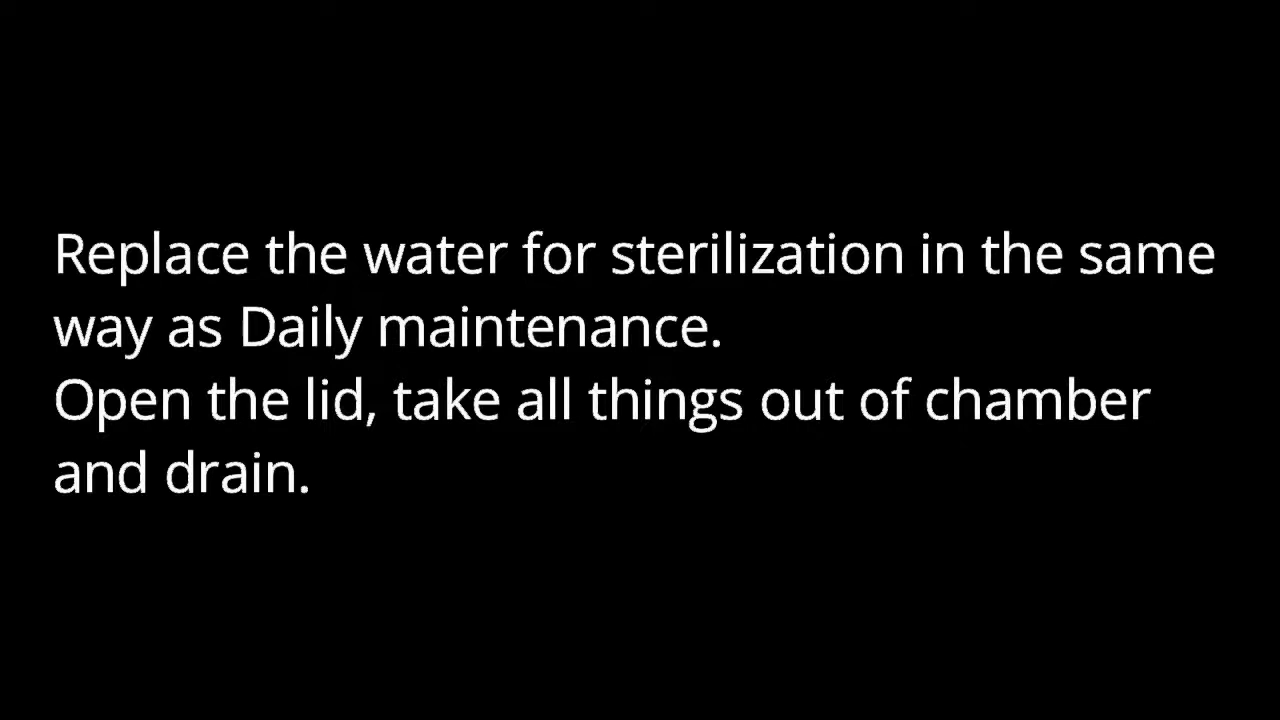 Replace the water for sterilization in the same
way as Daily maintenance.
Open the lid, take all things out of chamber
and drain.